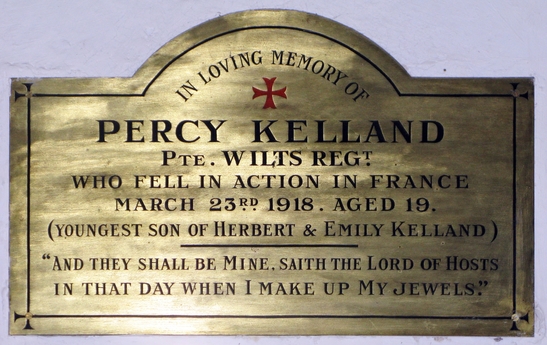 IN LOVING MEMORY OF
PERCY KELLAND
PTE. WILTS REGT.
WHO FELL IN ACTION IN FRANCE
MARCH 23RD 1918. AGED 19.
(YOUNGEST SON OF HERBERT & EMILY KELLAND)
"AND THEY SHALL BE MINE, SAITH THE LORD OF HOSTS
IN THAT DAY WHEN I MAKE UP MY JEWELS."